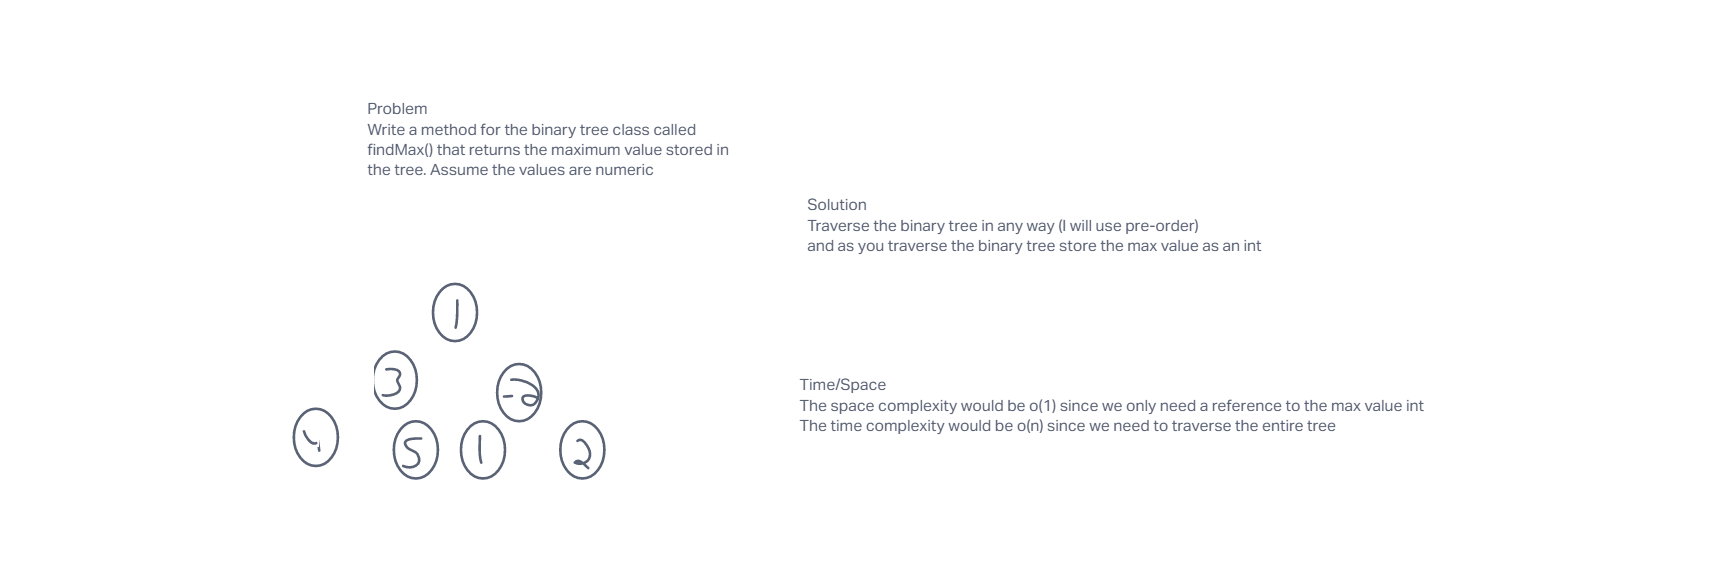 Problem
Write a method for the binary tree class called
findMax() that returns the maximum value stored in
the tree. Assume the values are numeric
Solution
Traverse the binary tree in any way (I will use pre-order)
and as you traverse the binary tree store the max value as an int
1
3
-2
5
1
2
Time/Space
The space complexity would be o(1) since we only need a reference to the max value int
The time complexity would be o(n) since we need to traverse the entire tree